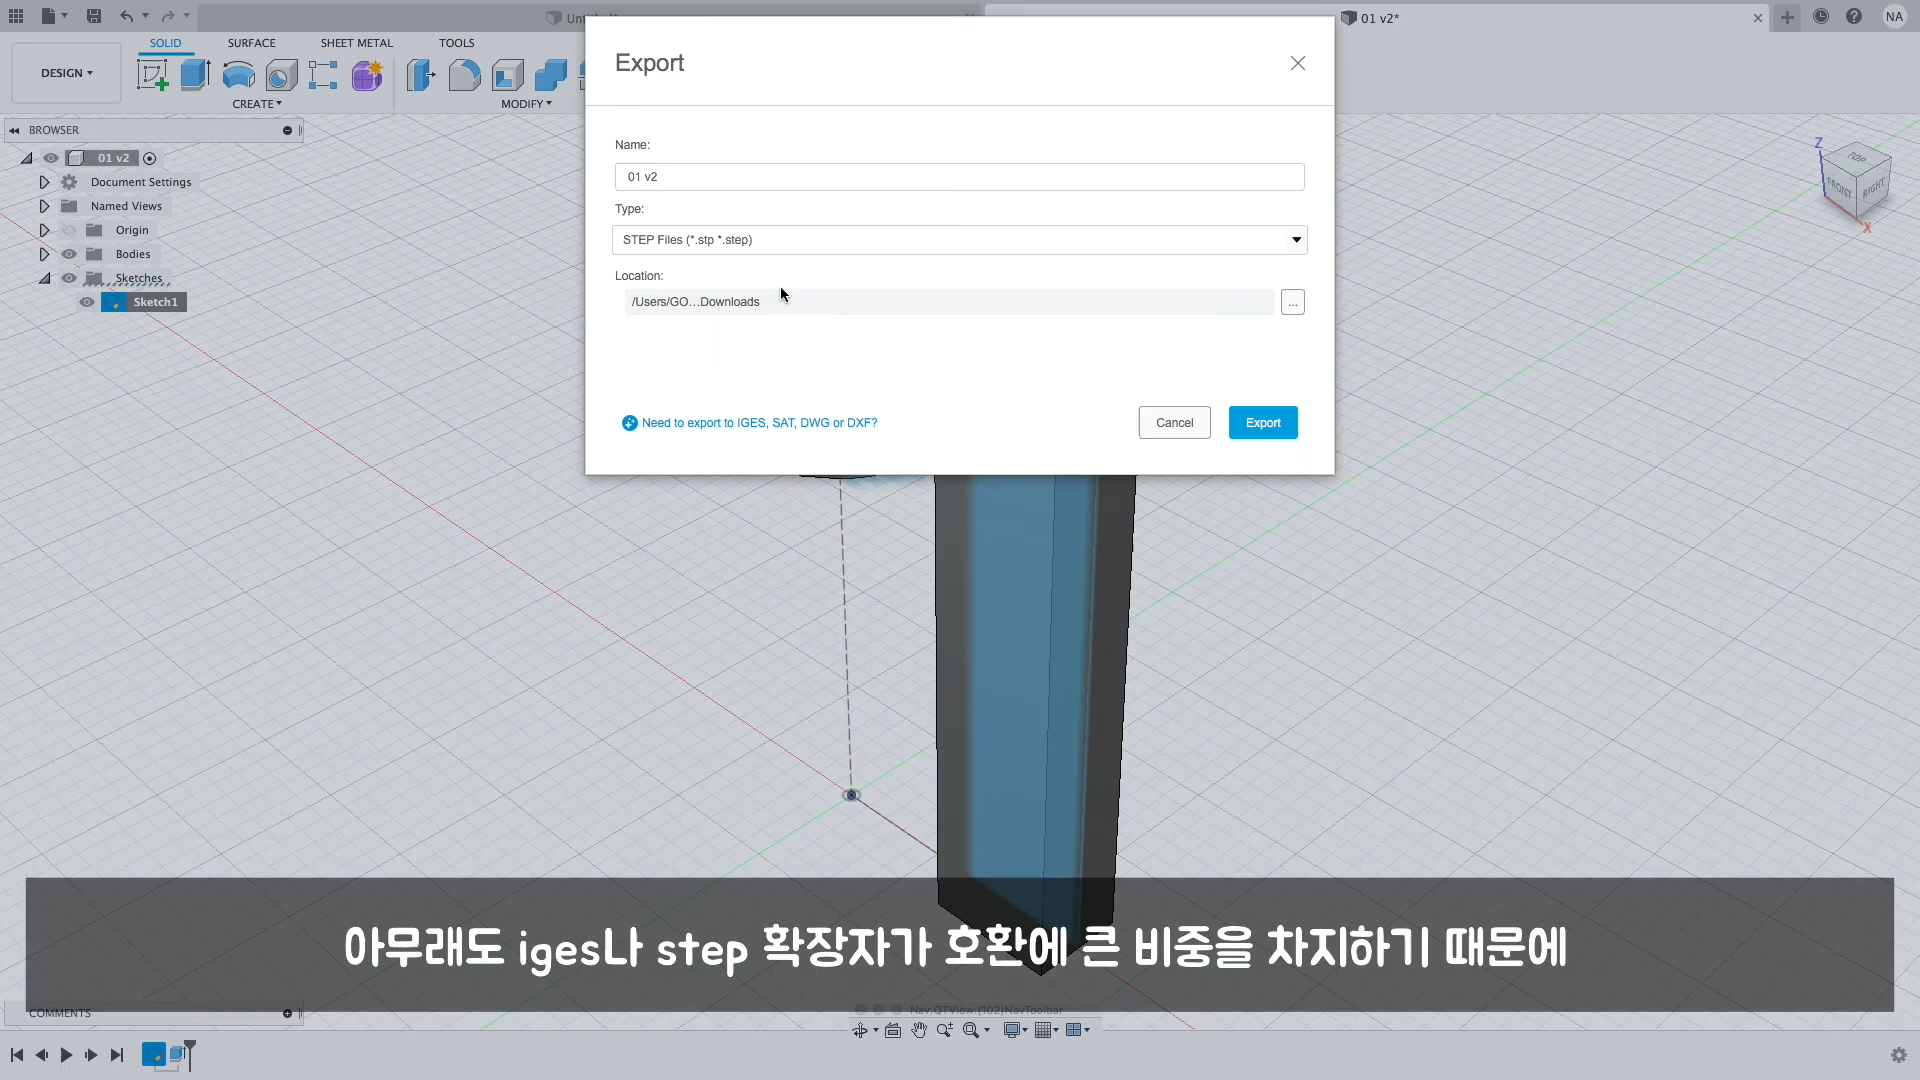 01 v2*
NA
SOLID
SURFACE
SHEET METAL
TOOLS
DESIGN
CREATE
MODIFY
BROWSER
01 v2
Document Settings
Named Views
Origin
Bodies
Sketches
Sketch1
Export
Name:
01 v2
Type:
STEP Files (*.stp *.step)
Location:
/Users/GO...Downloads
...
Need to export to IGES, SAT, DWG or DXF?
Cancel
Export
Z
TOP
FRONT
RIGHT
X
아무래도 iges나 step 확장자가 호환에 큰 비중을 차지하기 때문에
COMMENTS